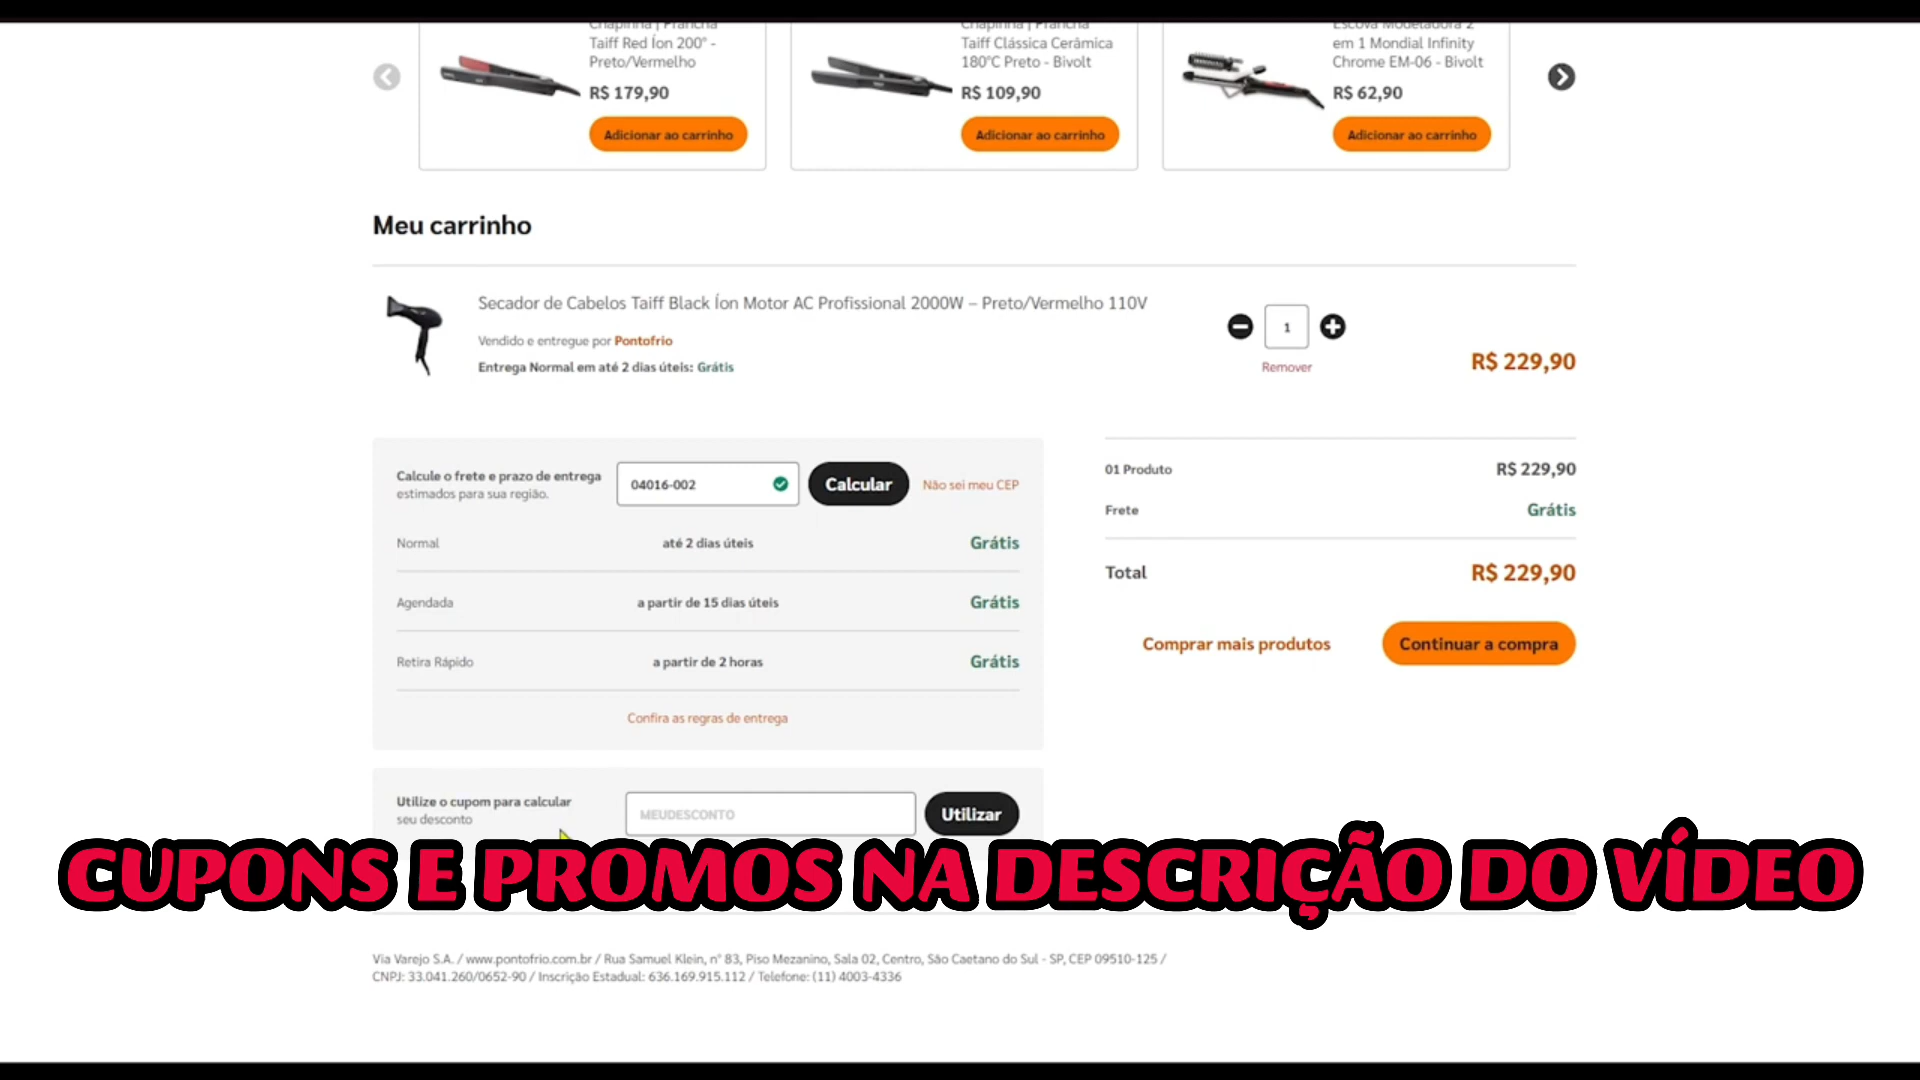 Chapinha | Prancha
Taiff Red Íon 200° -
Preto/Vermelho
R$ 179,90
Adicionar ao carrinho
Chapinha | Prancha
Taiff Clássica Cerâmica
180°C Preto - Bivolt
R$ 109,90
Adicionar ao carrinho
Escova Modeladora 2
em 1 Mondial Infinity
Chrome EM-06 - Bivolt
R$ 62,90
Adicionar ao carrinho
Meu carrinho
Secador de Cabelos Taiff Black Íon Motor AC Profissional 2000W – Preto/Vermelho 110V
Vendido e entregue por Pontofrio
Entrega Normal em até 2 dias úteis: Grátis
1
Remover
R$ 229,90
Calcule o frete e prazo de entrega
estimados para sua região.
04016-002
Calcular
Não sei meu CEP
Normal até 2 dias úteis Grátis
Agendada a partir de 15 dias úteis Grátis
Retira Rápido a partir de 2 horas Grátis
Confira as regras de entrega
01 Produto R$ 229,90
Frete Grátis
Total R$ 229,90
Comprar mais produtos
Continuar a compra
Utilize o cupom para calcular
seu desconto
MEUDESCONTO
Utilizar
CUPONS E PROMOS NA DESCRIÇÃO DO VÍDEO
Via Varejo S.A. / www.pontofrio.com.br / Rua Samuel Klein, n° 83, Piso Mezanino, Sala 02, Centro, São Caetano do Sul - SP, CEP 09510-125 /
CNPJ: 33.041.260/0652-90 / Inscrição Estadual: 636.169.915.112 / Telefone: (11) 4003-4336